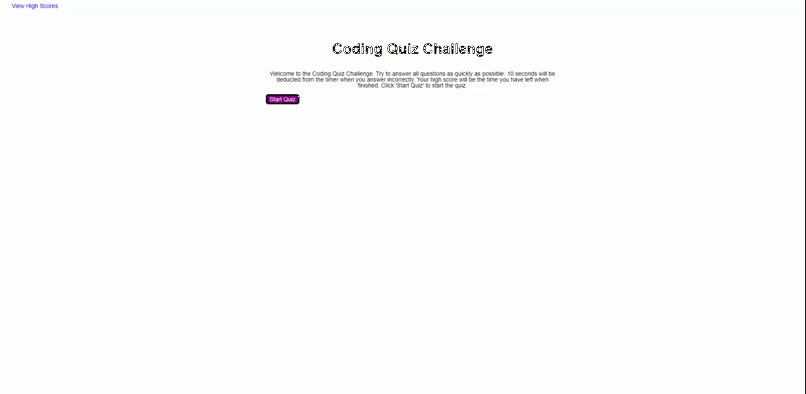 View High Scores
Coding Quiz Challenge
Welcome to the Coding Quiz Challenge. Try to answer all questions as quickly as possible. 10 seconds will be
deducted from the timer when you answer incorrectly. Your high score will be the time you have left when
finished. Click 'Start Quiz' to start the quiz.
Start Quiz